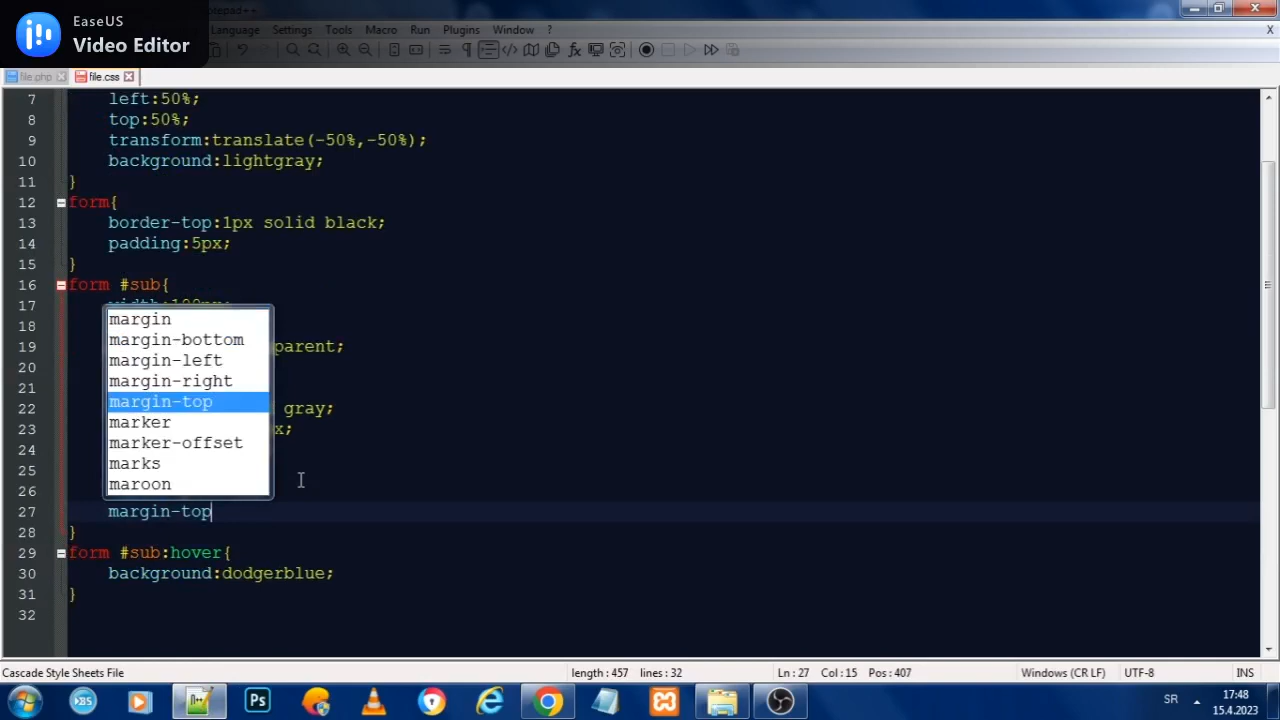 EaseUS
Video Editor
Language Settings Tools Macro Run Plugins Window ? X
file.php file.css
7 left:50%;
8 top:50%;
9 transform:translate(-50%,-50%);
10 background:lightgray;
11 }
12 form{
13 border-top:1px solid black;
14 padding:5px;
15 }
16 form #sub{
17
18
19 parent;
20
21
22 gray;
23 x;
24
25
26
margin
margin-bottom
margin-left
margin-right
margin-top
marker
marker-offset
marks
maroon
27 margin-top
28 }
29 form #sub:hover{
30 background:dodgerblue;
31 }
32
Cascade Style Sheets File length : 457 lines : 32 Ln : 27 Col : 15 Pos : 407 Windows (CR LF) UTF-8 INS
Ps SR 17:48
15.4.2023